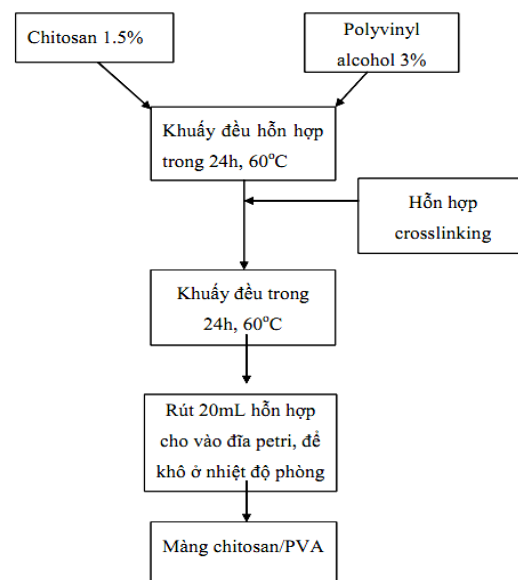 Chitosan 1.5%
Polyvinyl
alcohol 3%
Khuấy đều hỗn hợp
trong 24h, 60°C
Hỗn hợp
crosslinking
Khuấy đều trong
24h, 60°C
Rút 20mL hỗn hợp
cho vào đĩa petri, để
khô ở nhiệt độ phòng
Màng chitosan/PVA